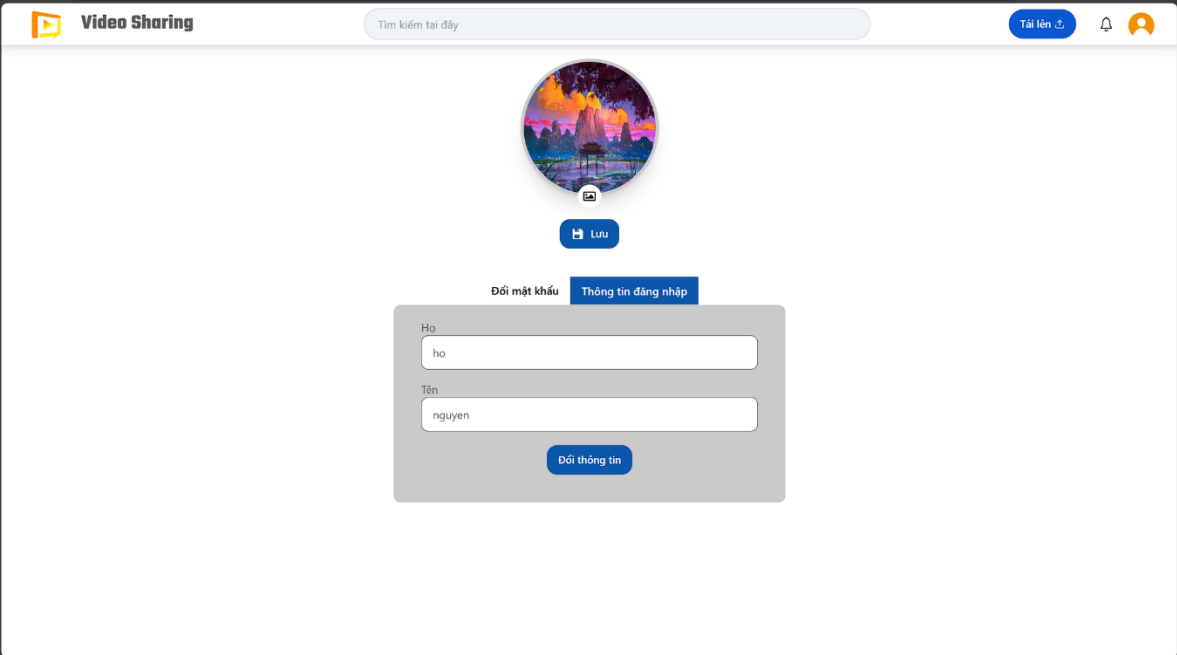 Video Sharing
Tìm kiếm tại đây
Tải lên
Lưu
Đổi mật khẩu
Thông tin đăng nhập
Họ
ho
Tên
nguyen
Đổi thông tin